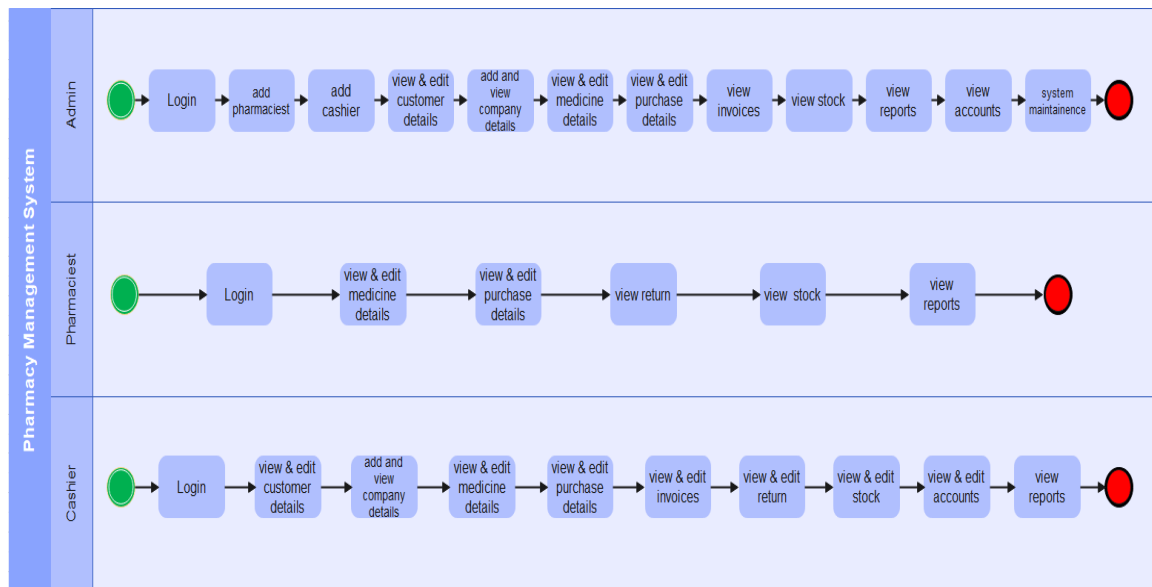 Pharmacy Management System
Admin
Login
add
pharmaciest
add
cashier
view & edit
customer
details
add and
view
company
details
view & edit
medicine
details
view & edit
purchase
details
view
invoices
view stock
view
reports
view
accounts
system
maintainence
Pharmaciest
Login
view & edit
medicine
details
view & edit
purchase
details
view return
view stock
view
reports
Cashier
Login
view & edit
customer
details
add and
view
company
details
view & edit
medicine
details
view & edit
purchase
details
view & edit
invoices
view & edit
return
view & edit
stock
view & edit
accounts
view
reports